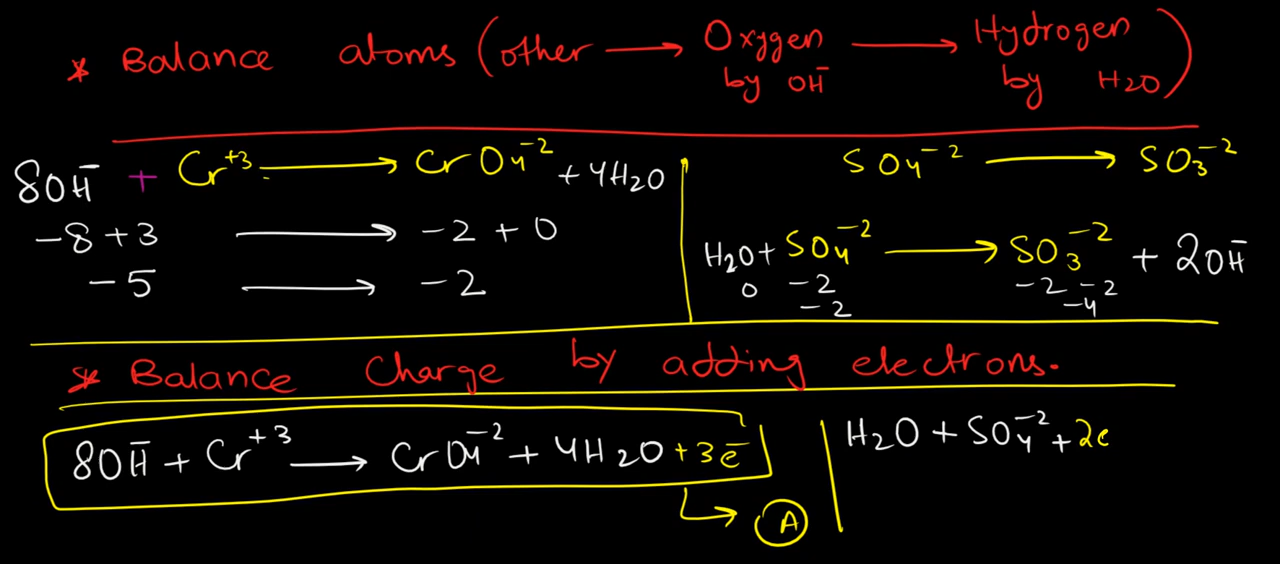 * Balance atoms (other → Oxygen by OH⁻ → Hydrogen by H2O)
8OH⁻ + Cr⁺³ → CrO₄⁻² + 4H2O
-8 +3 → -2 + 0
-5 → -2
SO₄⁻² → SO₃⁻²
H2O + SO₄⁻² → SO₃⁻² + 2OH⁻
0 -2 -2 -2
-2 -4
* Balance Charge by adding electrons.
8OH⁻ + Cr⁺³ → CrO₄⁻² + 4H2O + 3e⁻
A
H2O + SO₄⁻² + 2e